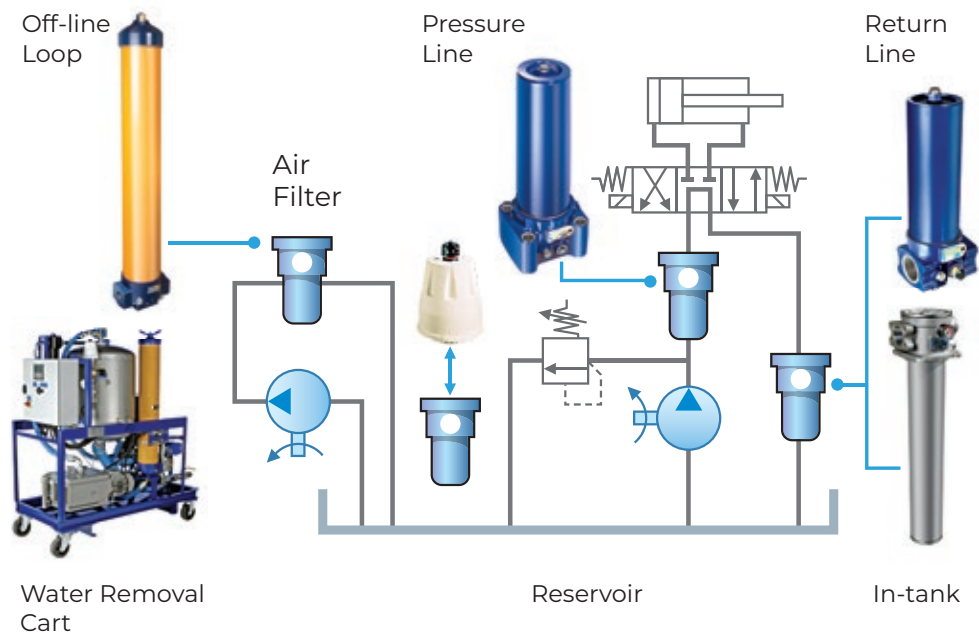 Off-line
Loop
Pressure
Line
Return
Line
Air
Filter
Water Removal
Cart
Reservoir
In-tank